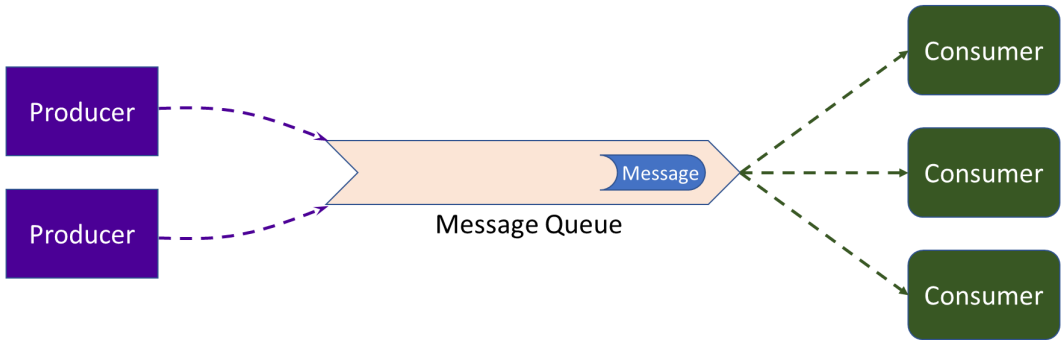 Producer
Producer
Message
Message Queue
Consumer
Consumer
Consumer